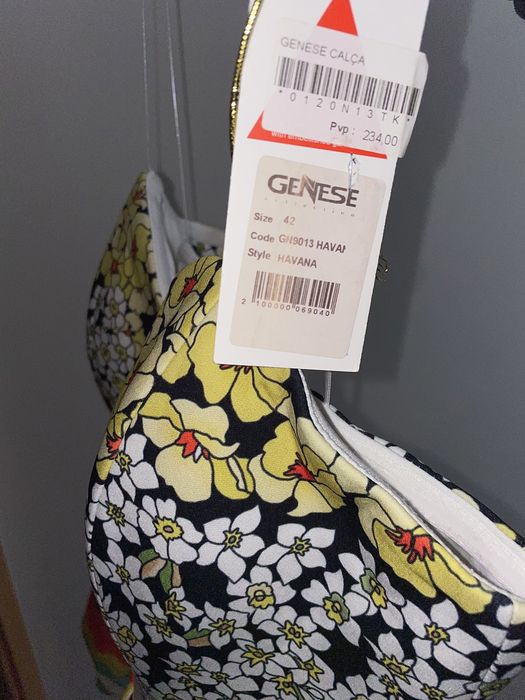 GENESE CALÇA
*0120N13TK*
Pvp: 234,00
GENESE
Size 42
Code GN9013 HAVAN
Style HAVANA
2 100000 069040